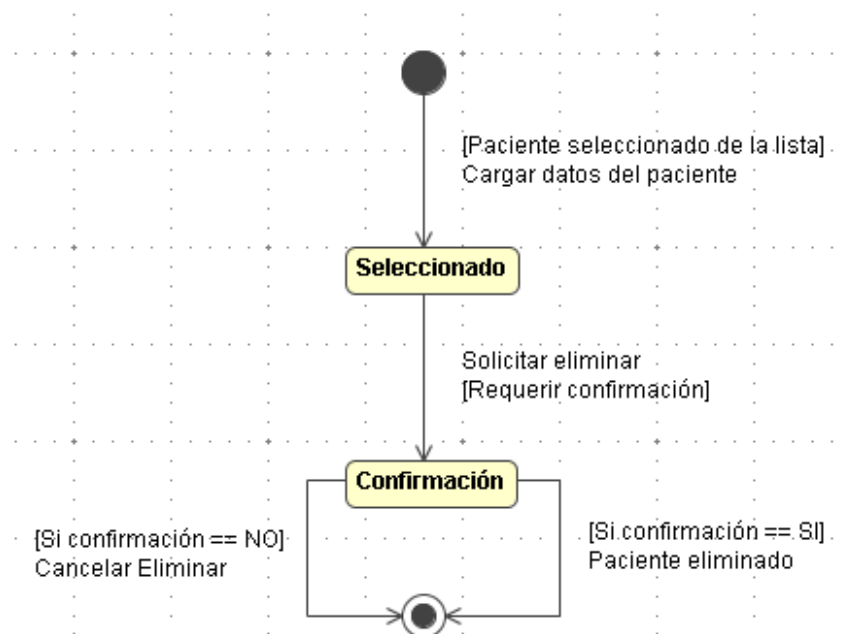 [Paciente seleccionado de la lista]
Cargar datos del paciente
Seleccionado
Solicitar eliminar
[Requerir confirmación]
Confirmación
[Si confirmación == NO]
Cancelar Eliminar
[Si confirmación == SI]
Paciente eliminado